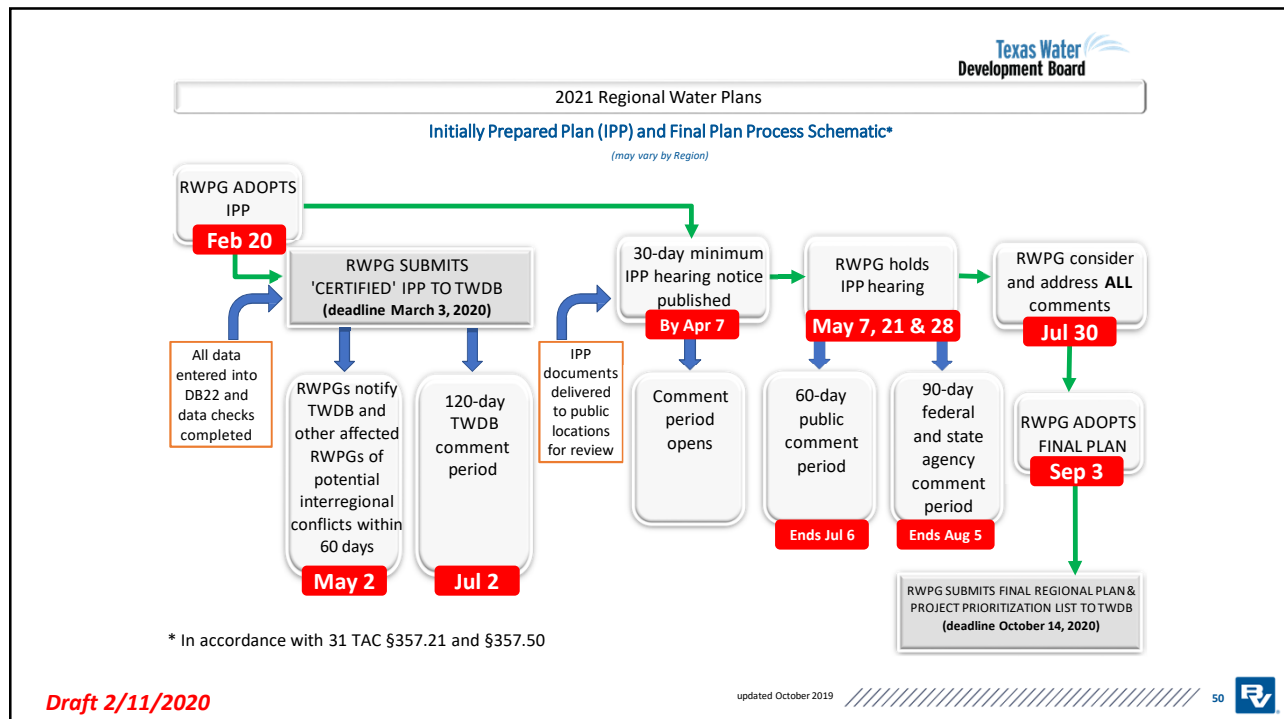 Texas Water
Development Board
2021 Regional Water Plans
Initially Prepared Plan (IPP) and Final Plan Process Schematic*
(may vary by Region)
RWPG ADOPTS
IPP
Feb 20
RWPG SUBMITS
'CERTIFIED' IPP TO TWDB
(deadline March 3, 2020)
All data
entered into
DB22 and
data checks
completed
RWPGs notify
TWDB and
other affected
RWPGs of
potential
interregional
conflicts within
60 days
May 2
120-day
TWDB
comment
period
Jul 2
IPP
documents
delivered
to public
locations
for review
30-day minimum
IPP hearing notice
published
By Apr 7
Comment
period
opens
RWPG holds
IPP hearing
May 7, 21 & 28
60-day
public
comment
period
Ends Jul 6
90-day
federal
and state
agency
comment
period
Ends Aug 5
RWPG consider
and address ALL
comments
Jul 30
RWPG ADOPTS
FINAL PLAN
Sep 3
RWPG SUBMITS FINAL REGIONAL PLAN &
PROJECT PRIORITIZATION LIST TO TWDB
(deadline October 14, 2020)
* In accordance with 31 TAC §357.21 and §357.50
Draft 2/11/2020
updated October 2019
50
BV